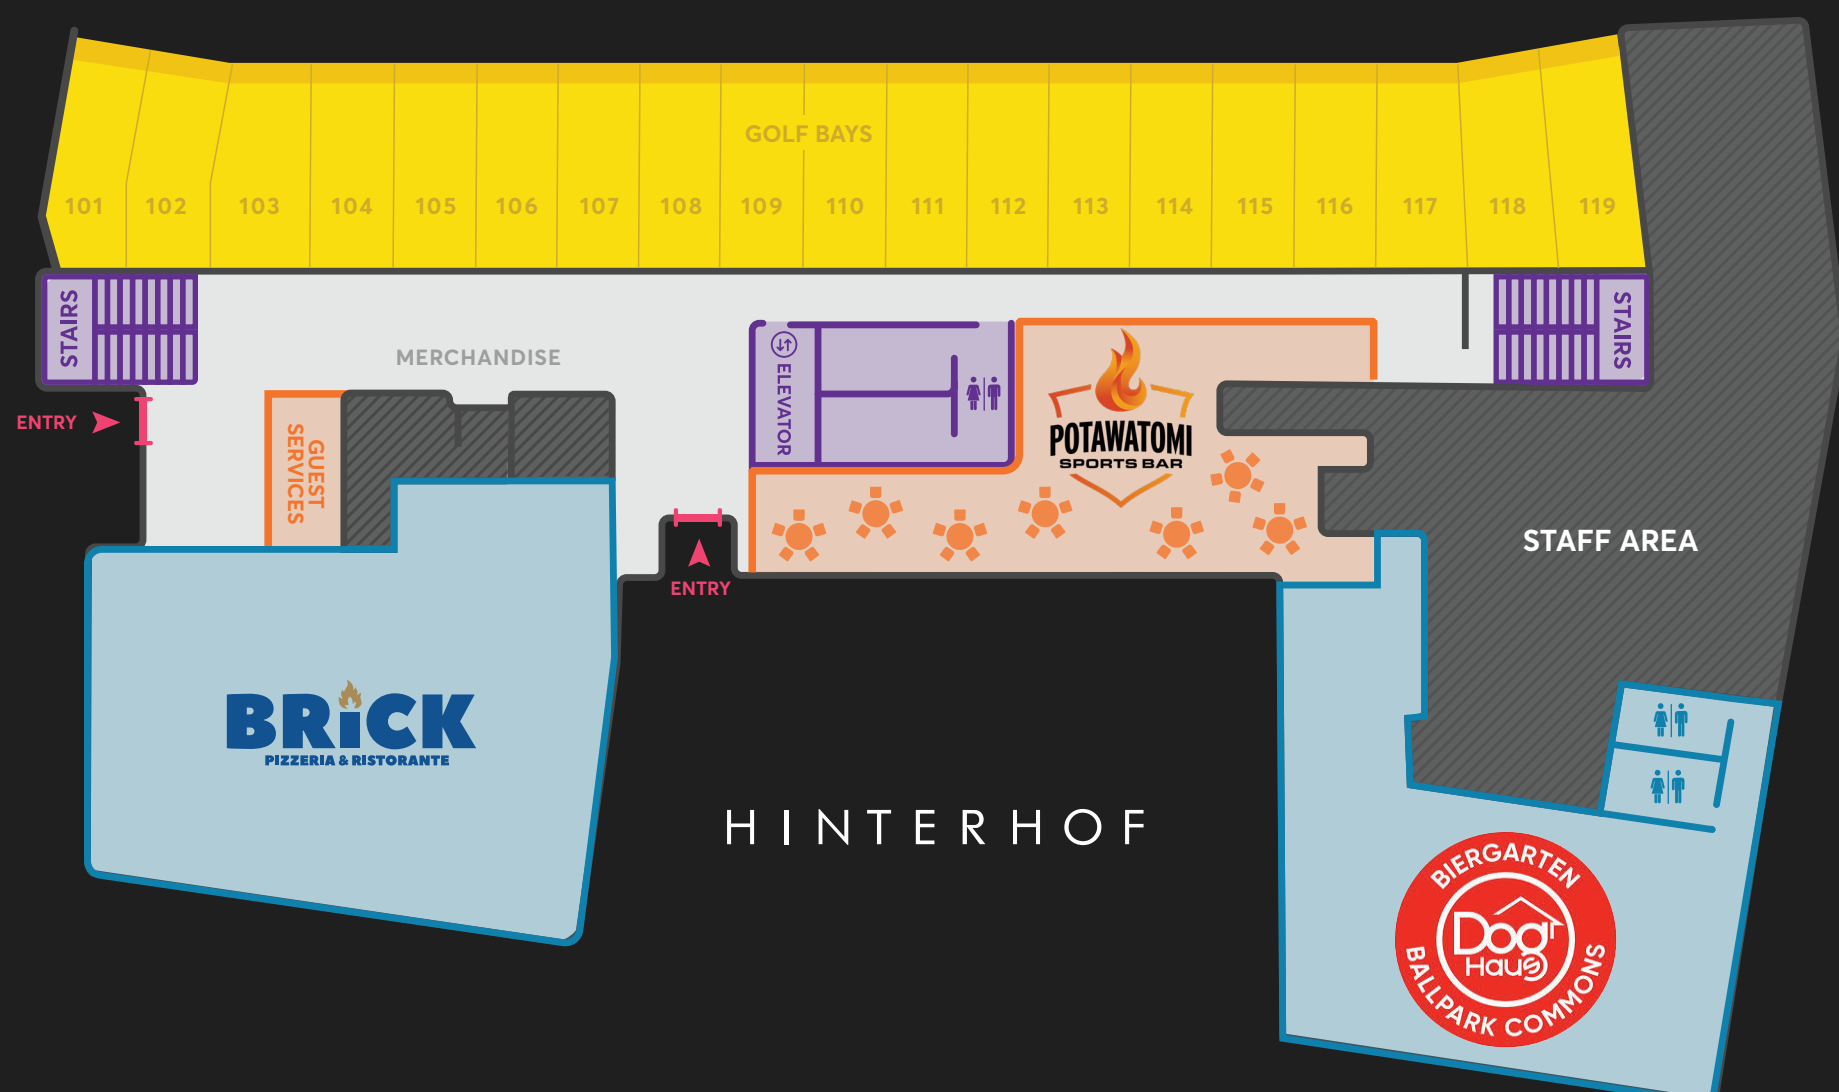 GOLF BAYS
101 102 103 104 105 106 107 108 109 110 111 112 113 114 115 116 117 118 119
STAIRS
STAIRS
MERCHANDISE
ELEVATOR
ENTRY
GUEST
SERVICES
POTAWATOMI
SPORTS BAR
ENTRY
STAFF AREA
BRiCK
PIZZERIA & RISTORANTE
HINTERHOF
BIERGARTEN
Dog
Haus
BALLPARK COMMONS